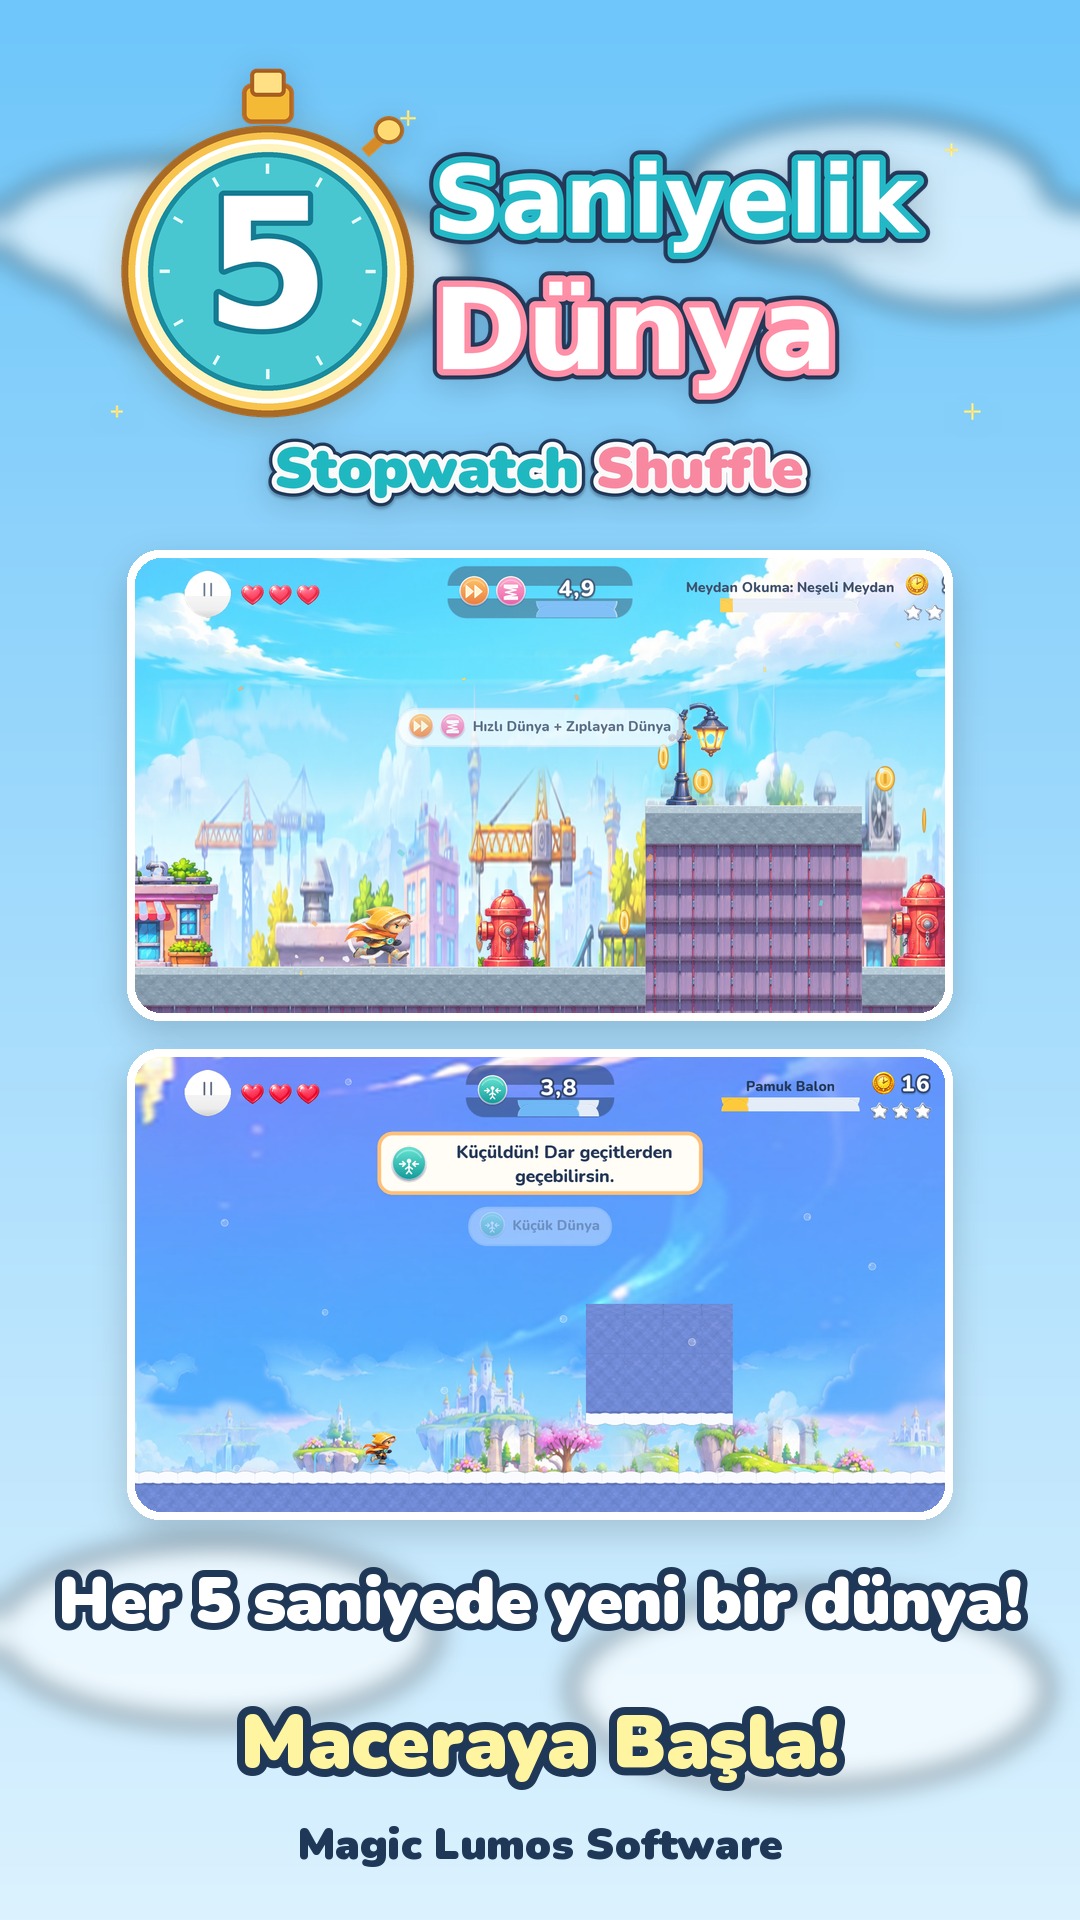 5
Saniyelik
Dünya
Stopwatch Shuffle
4,9
Meydan Okuma: Neşeli Meydan
Hızlı Dünya + Zıplayan Dünya
3,8
Pamuk Balon
16
Küçüldün! Dar geçitlerden
geçebilirsin.
Küçük Dünya
Her 5 saniyede yeni bir dünya!
Maceraya Başla!
Magic Lumos Software